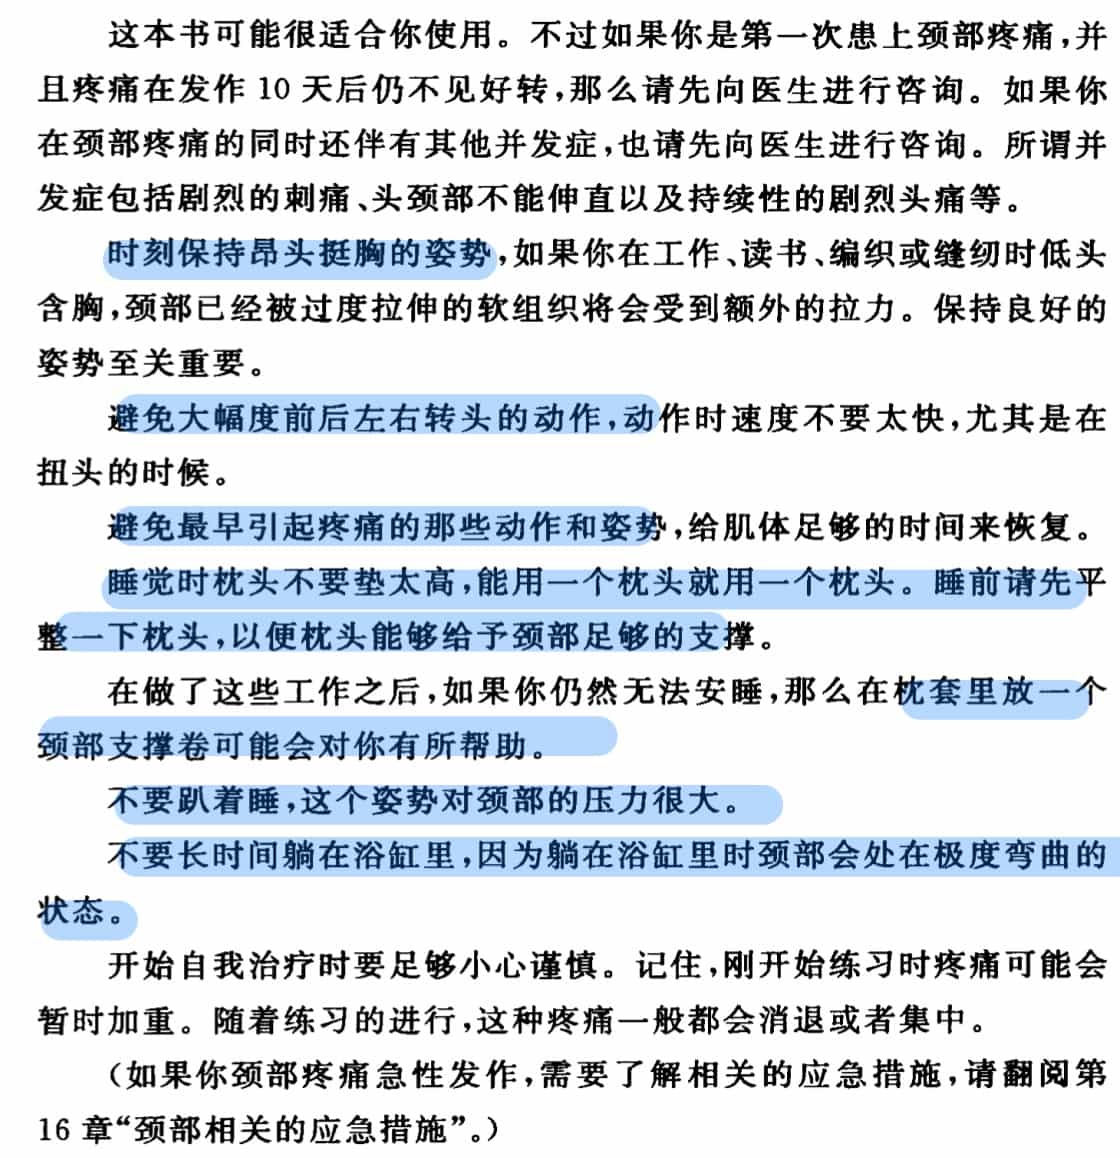 这本书可能很适合你使用。不过如果你是第一次患上颈部疼痛,并
且疼痛在发作 10 天后仍不见好转,那么请先向医生进行咨询。如果你
在颈部疼痛的同时还伴有其他并发症,也请先向医生进行咨询。所谓并
发症包括剧烈的刺痛、头颈部不能伸直以及持续性的剧烈头痛等。
时刻保持昂头挺胸的姿势,如果你在工作、读书、编织或缝纫时低头
含胸,颈部已经被过度拉伸的软组织将会受到额外的拉力。保持良好的
姿势至关重要。
避免大幅度前后左右转头的动作,动作时速度不要太快,尤其是在
扭头的时候。
避免最早引起疼痛的那些动作和姿势,给肌体足够的时间来恢复。
睡觉时枕头不要垫太高,能用一个枕头就用一个枕头。睡前请先平
整一下枕头,以便枕头能够给予颈部足够的支撑。
在做了这些工作之后,如果你仍然无法安睡,那么在枕套里放一个
颈部支撑卷可能会对你有所帮助。
不要趴着睡,这个姿势对颈部的压力很大。
不要长时间躺在浴缸里,因为躺在浴缸里时颈部会处在极度弯曲的
状态。
开始自我治疗时要足够小心谨慎。记住,刚开始练习时疼痛可能会
暂时加重。随着练习的进行,这种疼痛一般都会消退或者集中。
(如果你颈部疼痛急性发作,需要了解相关的应急措施,请翻阅第
16 章“颈部相关的应急措施”。)